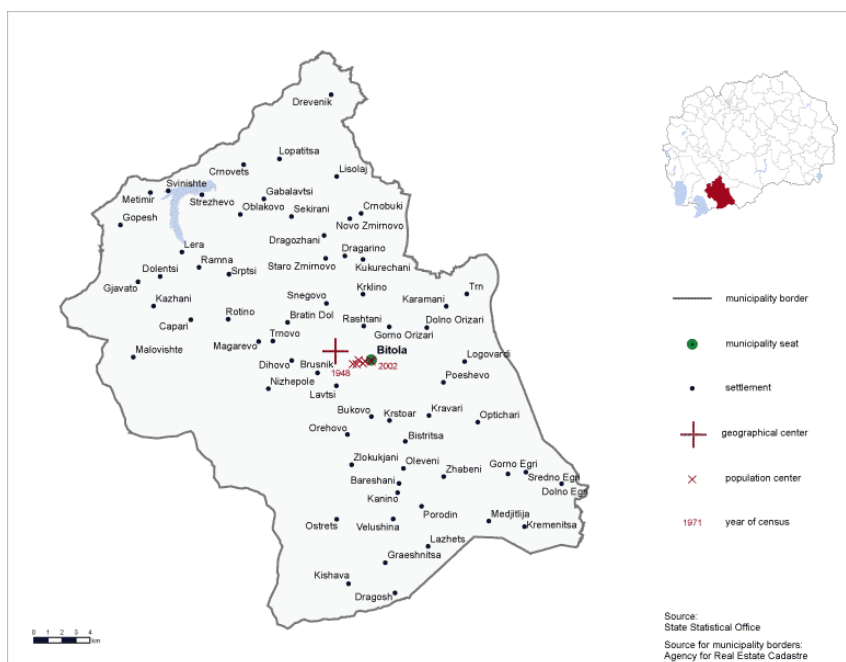 Drevenik
Lopatitsa
Crnovets
Lisolaj
Svinishte
Metimir
Strezhevo
Gabalavtsi
Oblakovo
Sekirani
Crnobuki
Novo Zmirnovo
Gopesh
Dragozhani
Lera
Dragarino
Staro Zmirnovo
Kukurechani
Ramna
Dolentsi
Srptsi
Gjavato
Kazhani
Snegovo
Krklino
Trn
Karamani
Rotino
Bratin Dol
Capari
Rashtani
Dolno Orizari
Gorno Orizari
Trnovo
Magarevo
Malovishte
Bitola
Logovardi
Dihovo
Brusnik
1948
2002
Nizhepole
Poeshevo
Lavtsi
Bukovo
Krstoar
Kravari
Optichari
Orehovo
Bistritsa
Zlokukjani
Oleveni
Gorno Egri
Zhabeni
Sredno Egri
Bareshani
Dolno Egri
Kanino
Porodin
Medjitlija
Ostrets
Velushina
Kremenitsa
Lazhets
Graeshnitsa
Kishava
Dragosh
0 1 2 3 4
km
municipality border
municipality seat
settlement
geographical center
population center
1971
year of census
Source:
State Statistical Office
Source for municipality borders:
Agency for Real Estate Cadastre